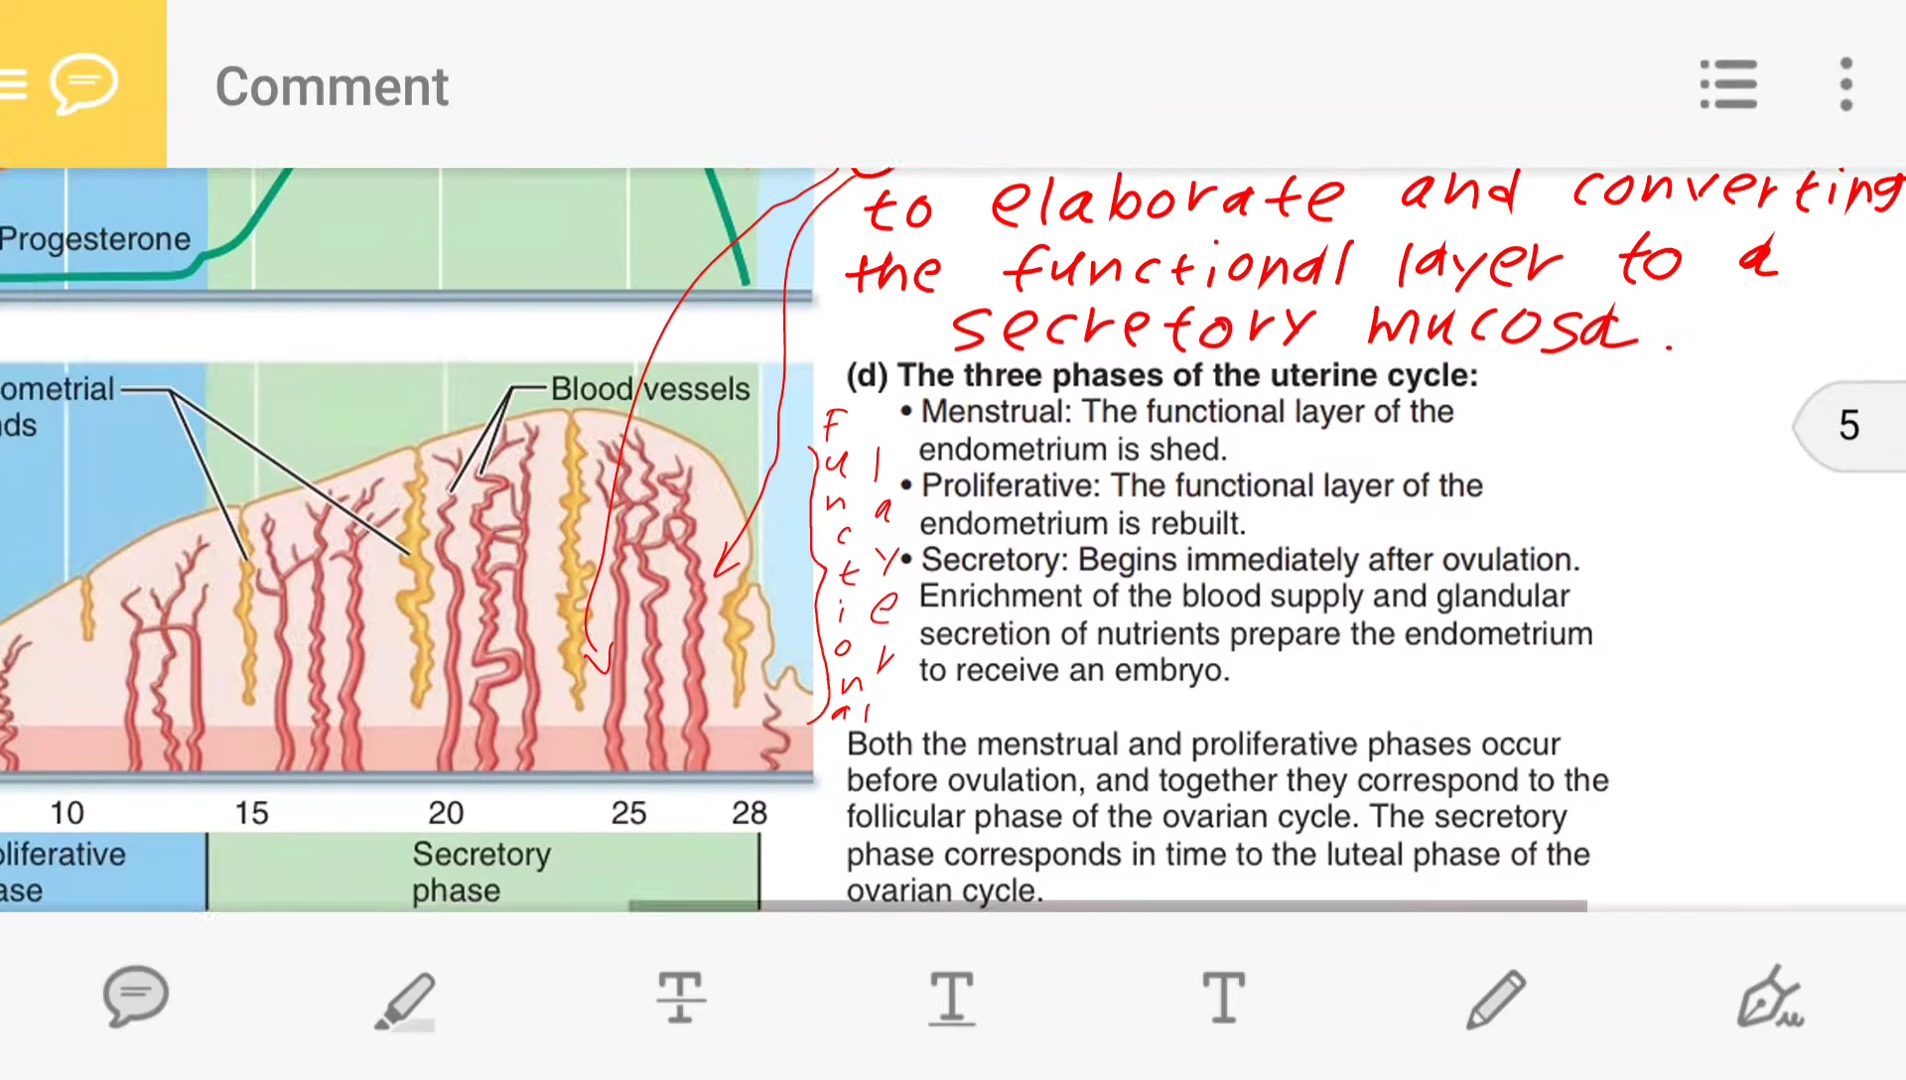 Comment
Progesterone
to elaborate and converting
the functional layer to a
secretory mucosa.
ometrial
ds
Blood vessels
Functional
layer
(d) The three phases of the uterine cycle:
• Menstrual: The functional layer of the
endometrium is shed.
• Proliferative: The functional layer of the
endometrium is rebuilt.
• Secretory: Begins immediately after ovulation.
Enrichment of the blood supply and glandular
secretion of nutrients prepare the endometrium
to receive an embryo.
Both the menstrual and proliferative phases occur
before ovulation, and together they correspond to the
follicular phase of the ovarian cycle. The secretory
phase corresponds in time to the luteal phase of the
ovarian cycle.
5
10 15 20 25 28
oliferative
ase
Secretory
phase